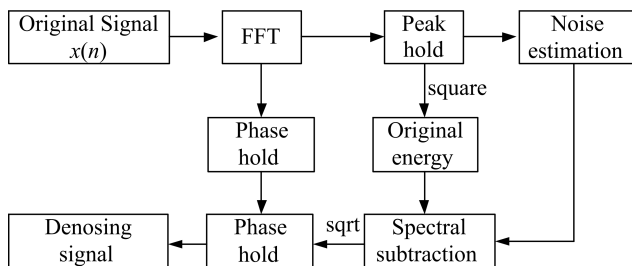 Original Signal
x(n)
FFT
Peak
hold
Noise
estimation
square
Phase
hold
Original
energy
Denosing
signal
Phase
hold
sqrt
Spectral
subtraction